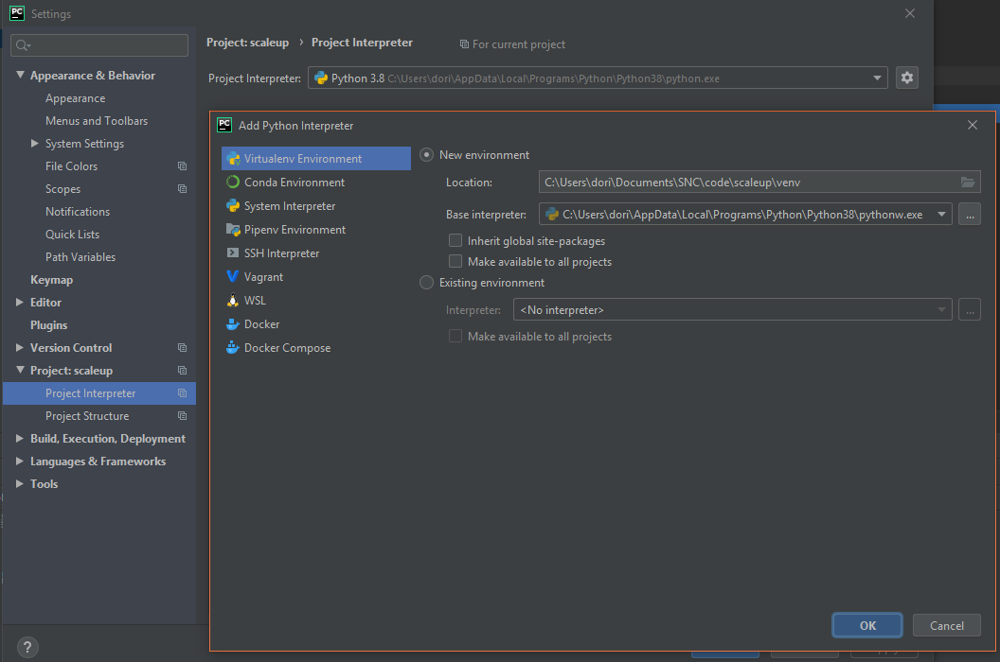 PC Settings
Project: scaleup › Project Interpreter For current project
Project Interpreter: Python 3.8 C:\Users\dori\AppData\Local\Programs\Python\Python38\python.exe
Appearance & Behavior
Appearance
Menus and Toolbars
System Settings
File Colors
Scopes
Notifications
Quick Lists
Path Variables
Keymap
Editor
Plugins
Version Control
Project: scaleup
Project Interpreter
Project Structure
Build, Execution, Deployment
Languages & Frameworks
Tools
?
PC Add Python Interpreter
Virtualenv Environment
Conda Environment
System Interpreter
Pipenv Environment
SSH Interpreter
Vagrant
WSL
Docker
Docker Compose
New environment
Location: C:\Users\dori\Documents\SNC\code\scaleup\venv
Base interpreter: C:\Users\dori\AppData\Local\Programs\Python\Python38\pythonw.exe ...
Inherit global site-packages
Make available to all projects
Existing environment
Interpreter: <No interpreter> ...
Make available to all projects
OK Cancel